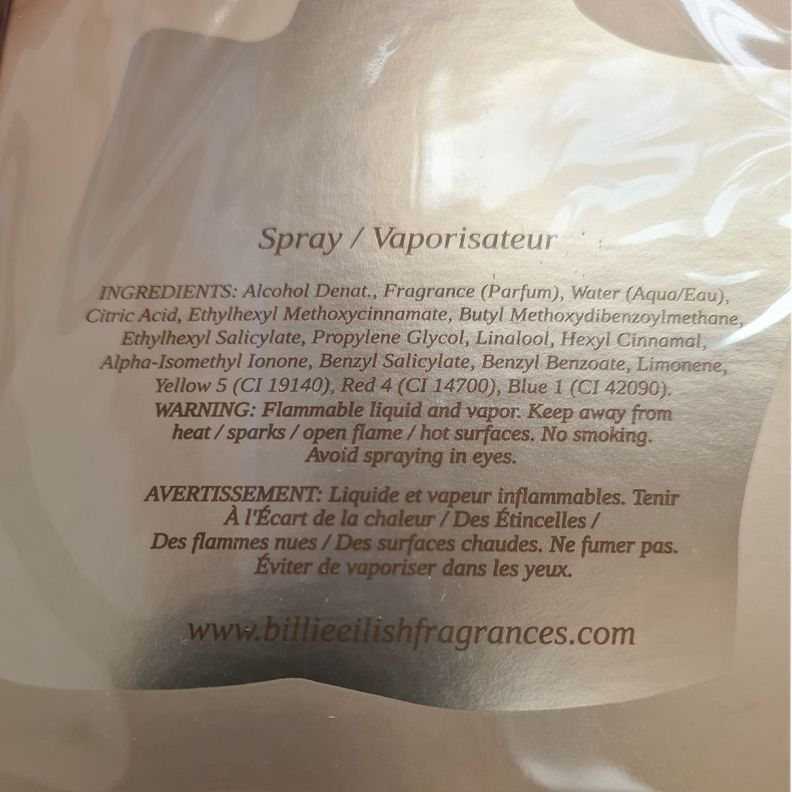 Spray / Vaporisateur
INGREDIENTS: Alcohol Denat., Fragrance (Parfum), Water (Aqua/Eau),
Citric Acid, Ethylhexyl Methoxycinnamate, Butyl Methoxydibenzoylmethane,
Ethylhexyl Salicylate, Propylene Glycol, Linalool, Hexyl Cinnamal,
Alpha-Isomethyl Ionone, Benzyl Salicylate, Benzyl Benzoate, Limonene,
Yellow 5 (CI 19140), Red 4 (CI 14700), Blue 1 (CI 42090).
WARNING: Flammable liquid and vapor. Keep away from
heat / sparks / open flame / hot surfaces. No smoking.
Avoid spraying in eyes.
AVERTISSEMENT: Liquide et vapeur inflammables. Tenir
À l'Écart de la chaleur / Des Étincelles /
Des flammes nues / Des surfaces chaudes. Ne fumer pas.
Éviter de vaporiser dans les yeux.
www.billieeilishfragrances.com